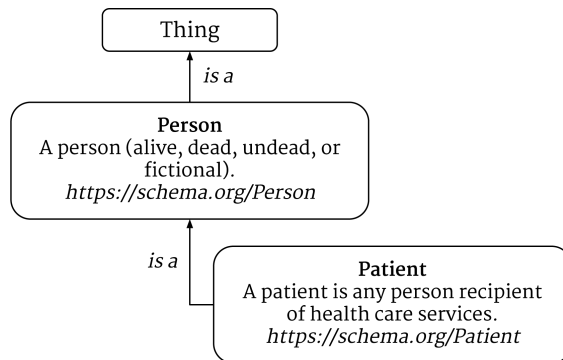 Thing
is a
Person
A person (alive, dead, undead, or
fictional).
https://schema.org/Person
is a
Patient
A patient is any person recipient
of health care services.
https://schema.org/Patient